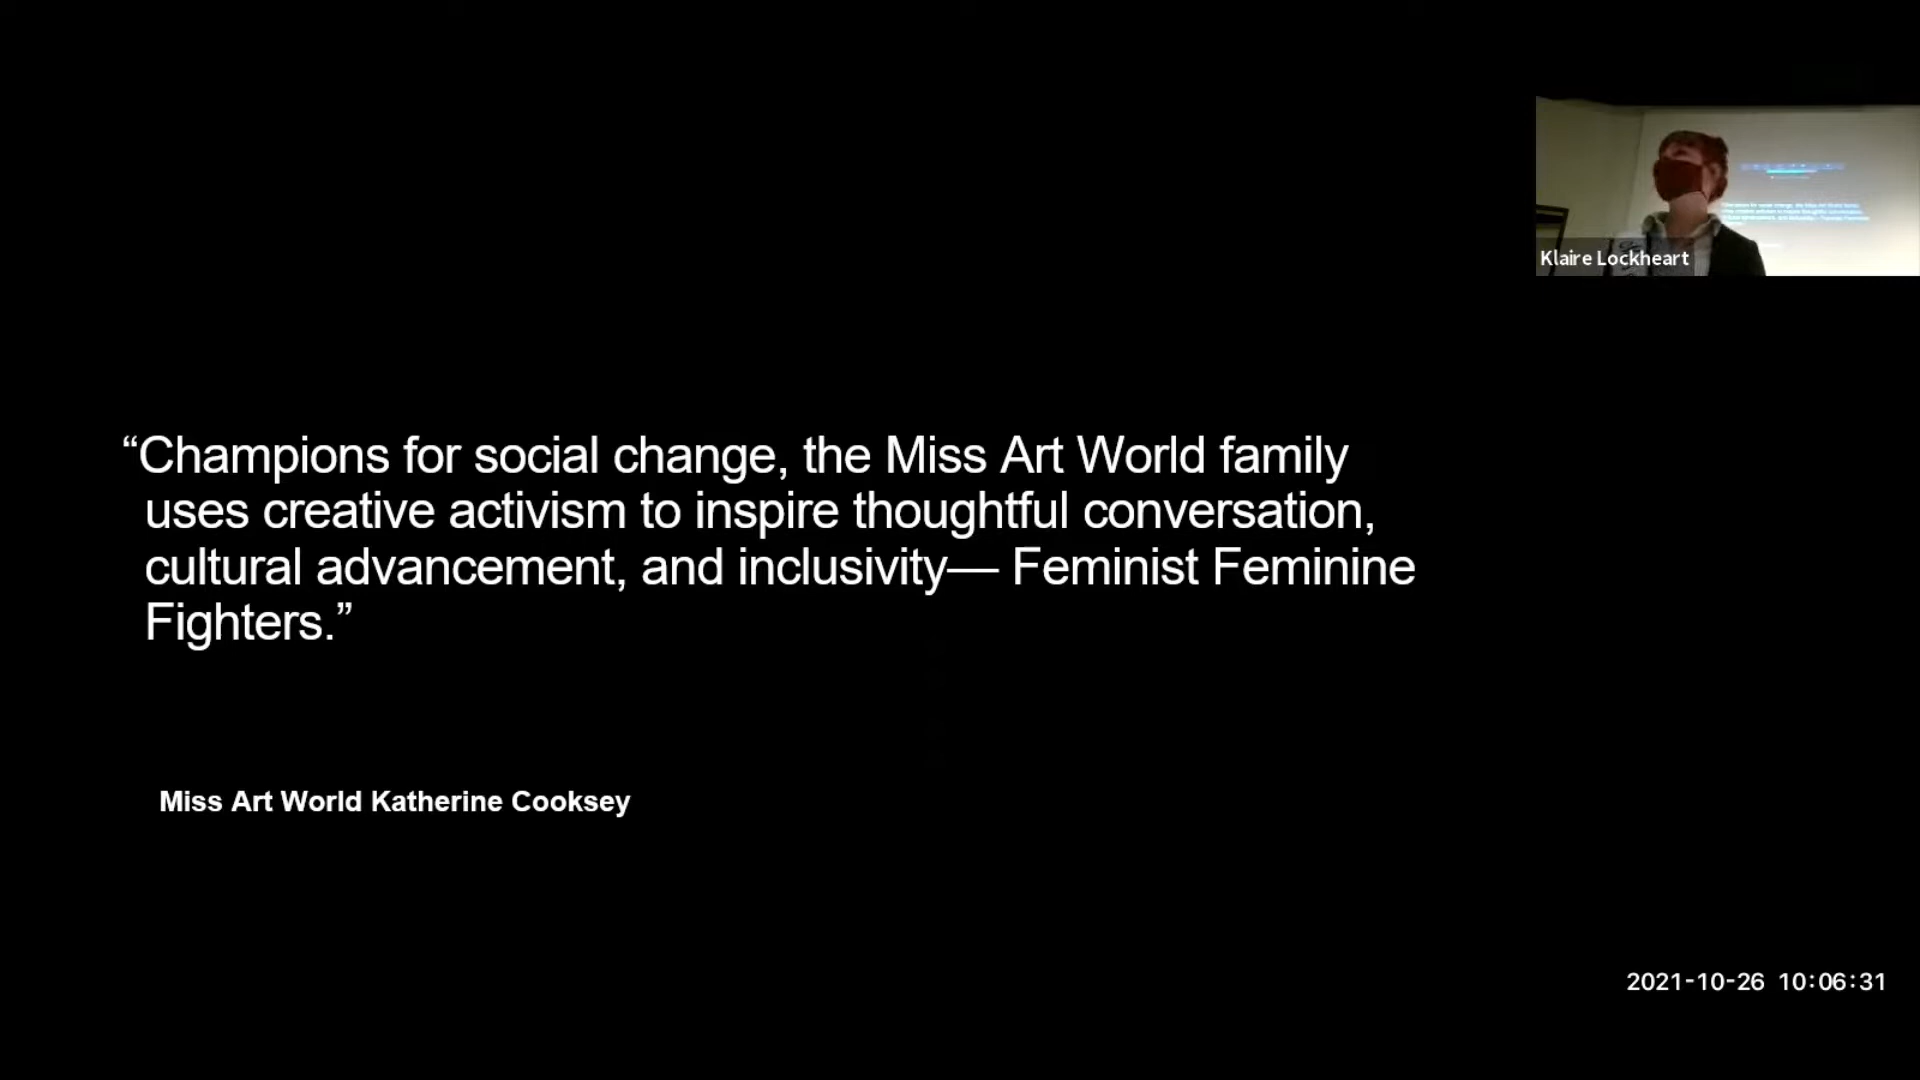 Klaire Lockheart
“Champions for social change, the Miss Art World family
uses creative activism to inspire thoughtful conversation,
cultural advancement, and inclusivity— Feminist Feminine
Fighters.”
Miss Art World Katherine Cooksey
2021-10-26 10:06:31